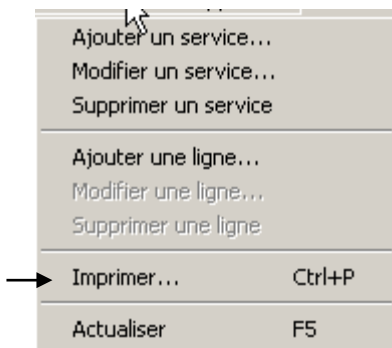 Ajouter un service...
Modifier un service...
Supprimer un service
Ajouter une ligne...
Modifier une ligne...
Supprimer une ligne
Imprimer... Ctrl+P
Actualiser F5